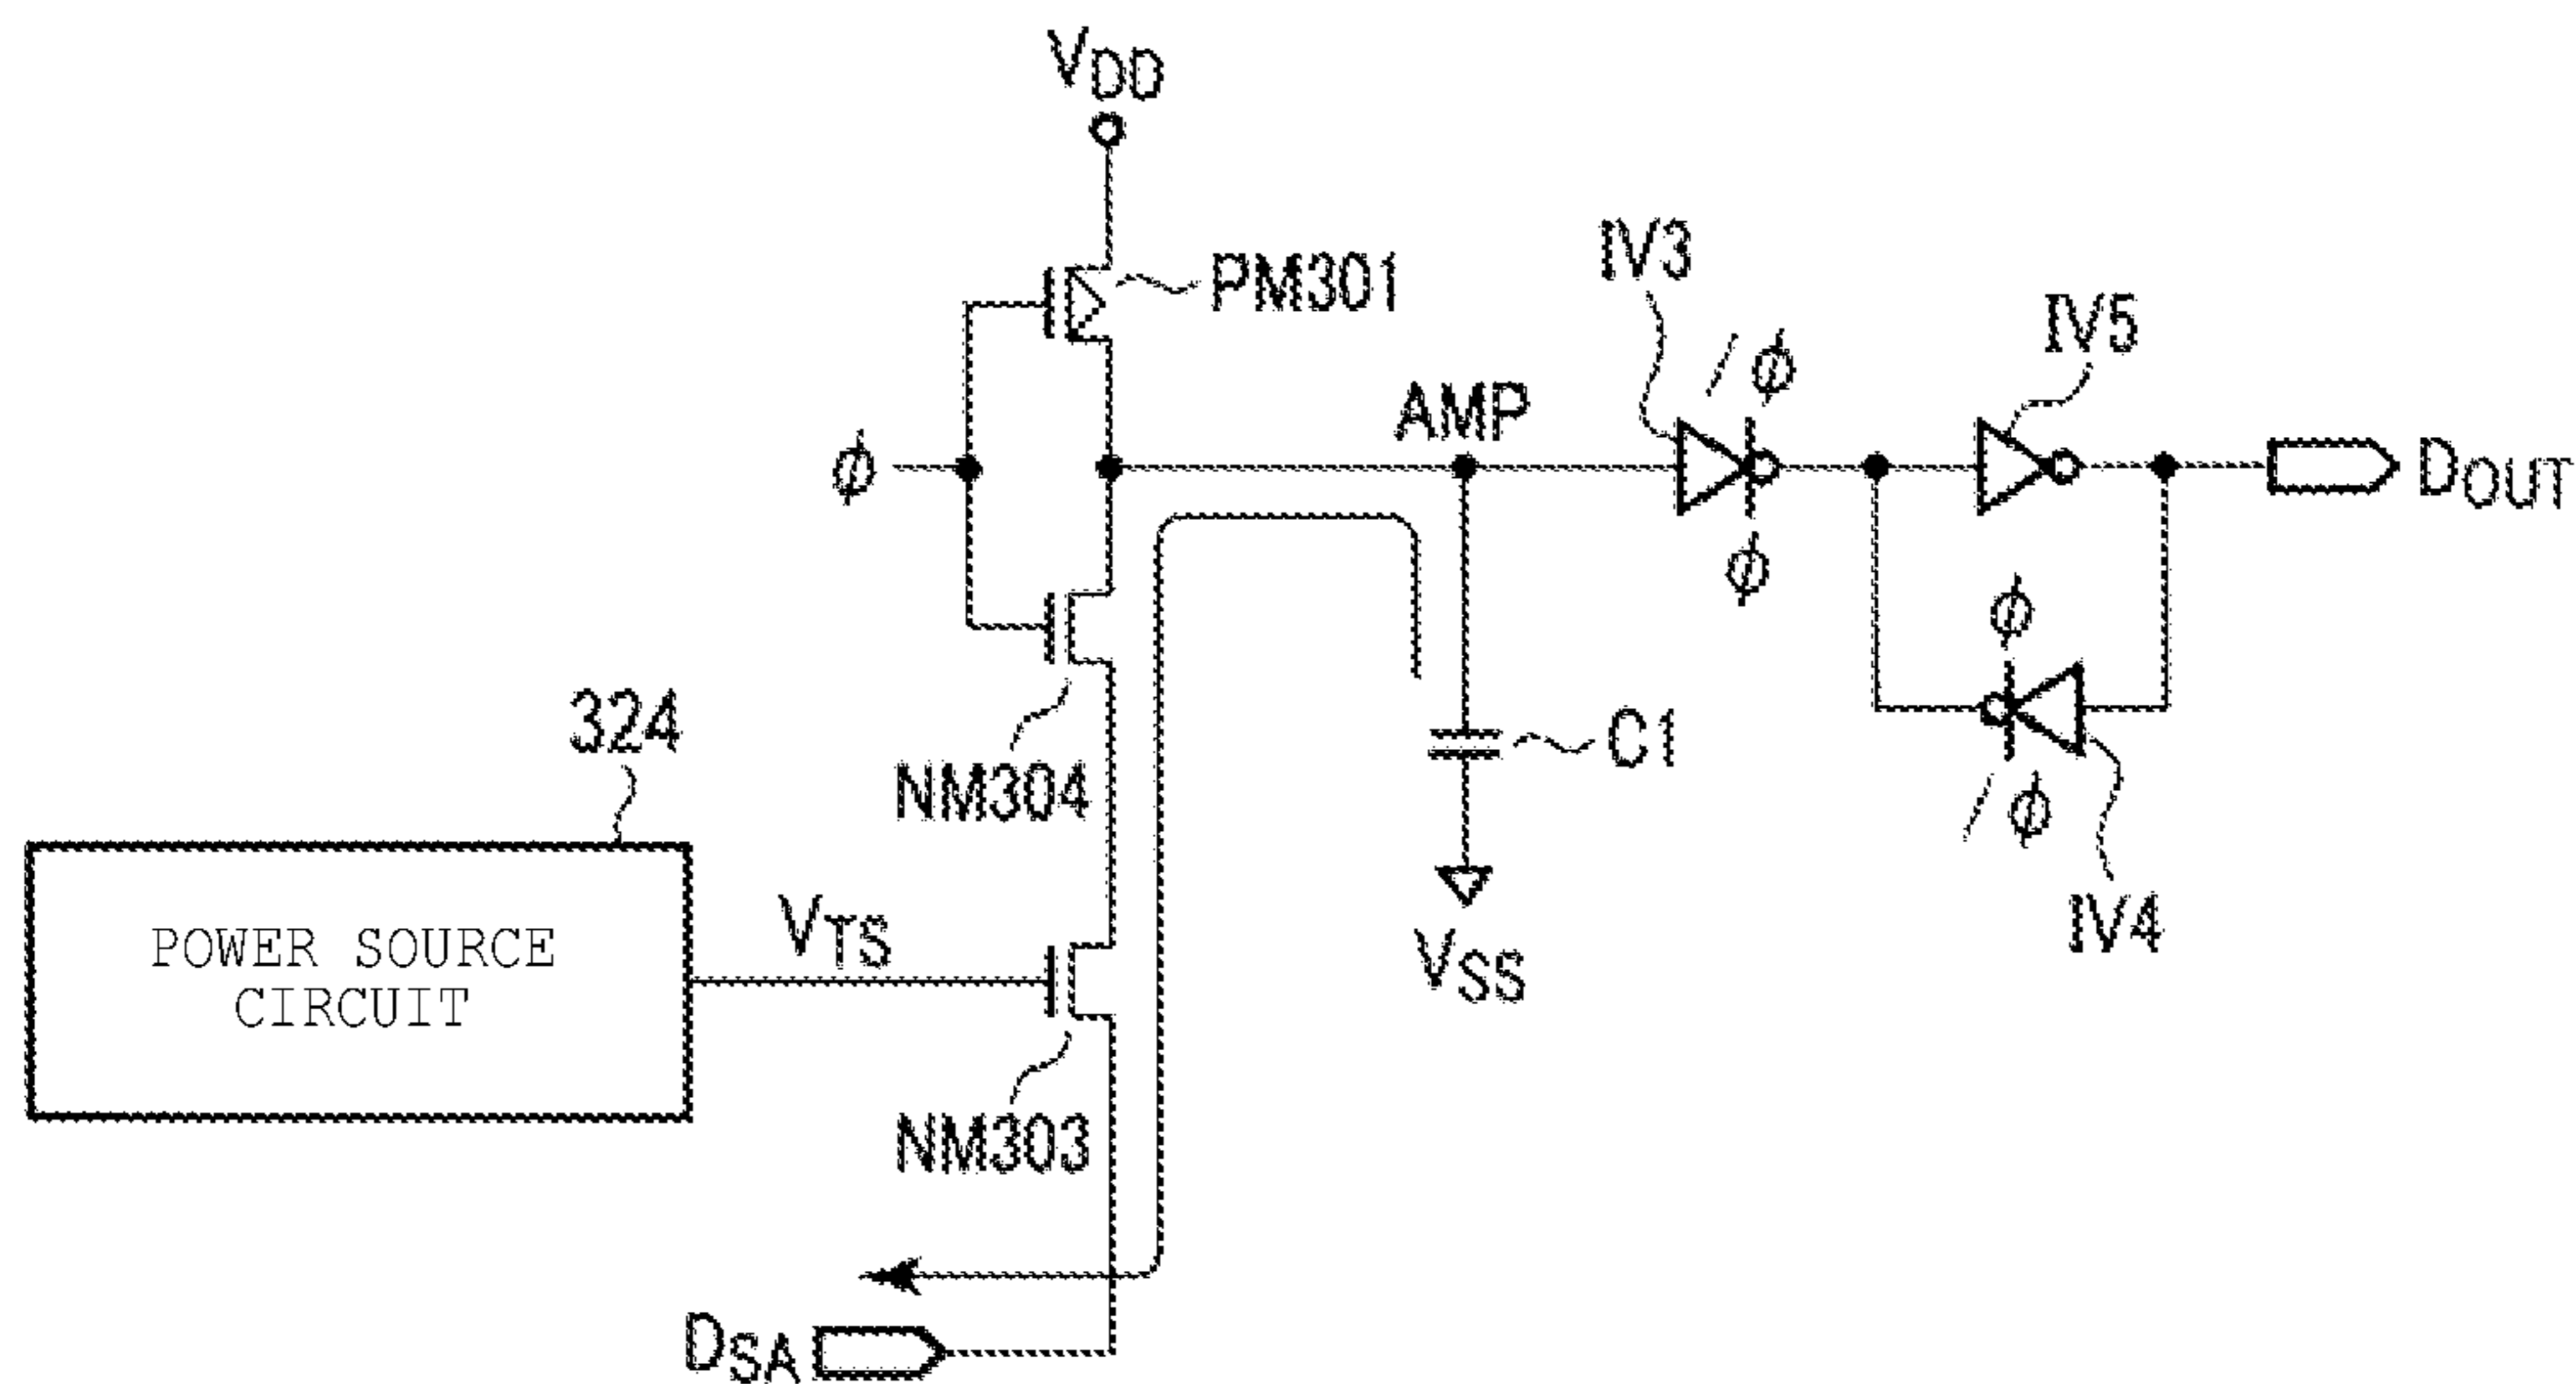 VDD
PM301
IV3
/ϕ
IV5
AMP
ϕ
DOUT
ϕ
ϕ
324
NM304
C1
/ϕ
IV4
POWER SOURCE
CIRCUIT
VTS
VSS
NM303
DSA